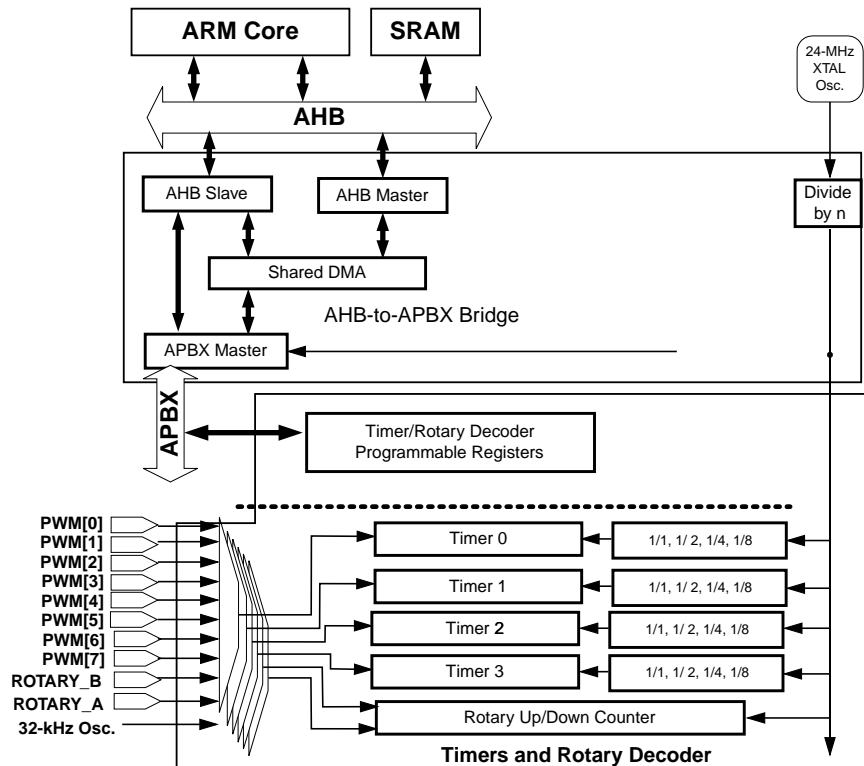 ARM Core
SRAM
24-MHz
XTAL
Osc.
AHB
AHB Slave
AHB Master
Divide
by n
Shared DMA
AHB-to-APBX Bridge
APBX Master
APBX
Timer/Rotary Decoder
Programmable Registers
PWM[0]
PWM[1]
PWM[2]
PWM[3]
PWM[4]
PWM[5]
PWM[6]
PWM[7]
ROTARY_B
ROTARY_A
32-kHz Osc.
Timer 0
1/1, 1/ 2, 1/4, 1/8
Timer 1
1/1, 1/ 2, 1/4, 1/8
Timer 2
1/1, 1/ 2, 1/4, 1/8
Timer 3
1/1, 1/ 2, 1/4, 1/8
Rotary Up/Down Counter
Timers and Rotary Decoder